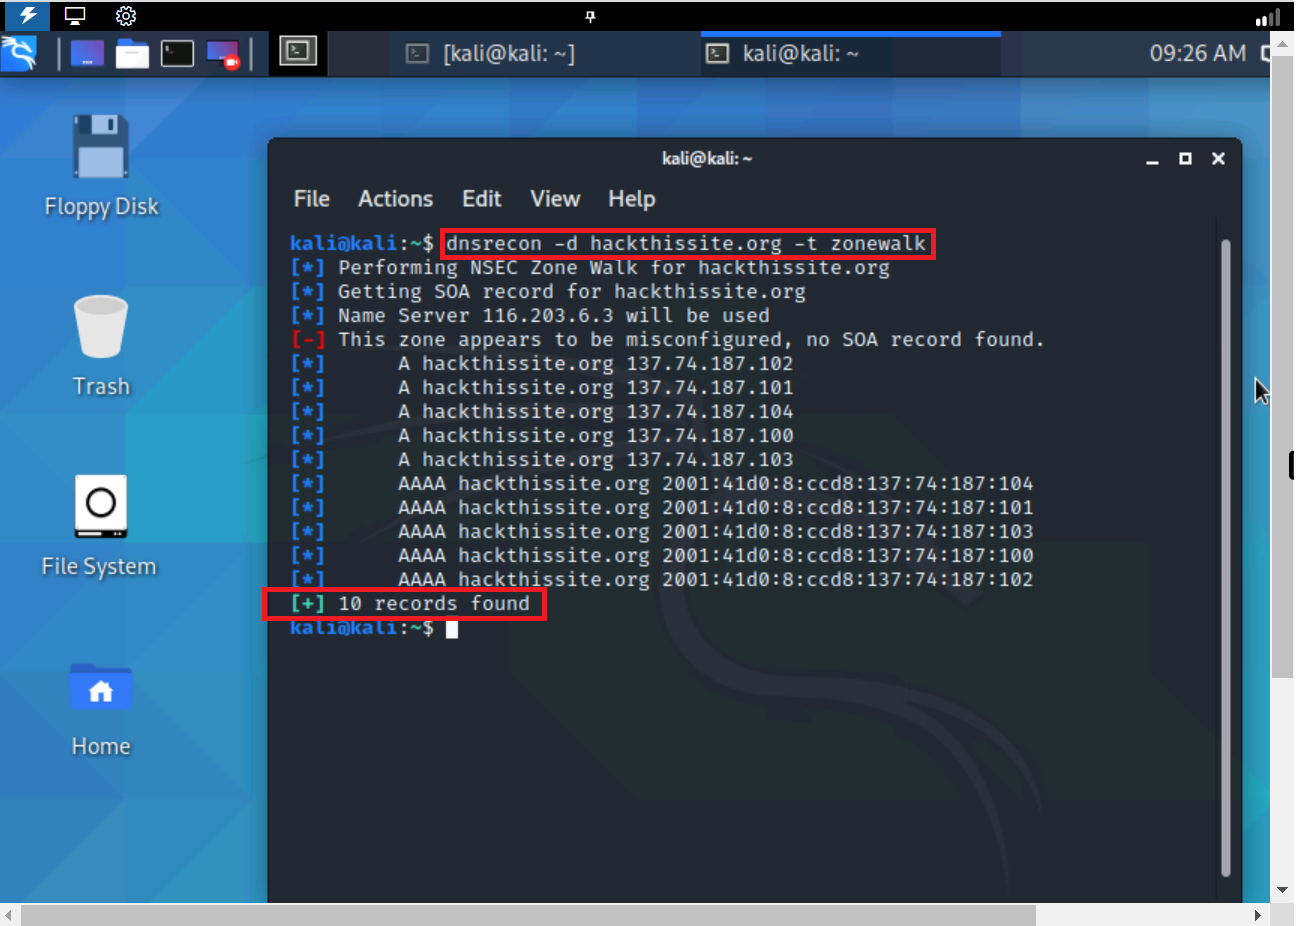 [kali@kali: ~]
kali@kali: ~
09:26 AM
Floppy Disk
Trash
File System
Home
kali@kali: ~
File Actions Edit View Help
kali@kali:~$ dnsrecon -d hackthissite.org -t zonewalk
[*] Performing NSEC Zone Walk for hackthissite.org
[*] Getting SOA record for hackthissite.org
[*] Name Server 116.203.6.3 will be used
[-] This zone appears to be misconfigured, no SOA record found.
[*] A hackthissite.org 137.74.187.102
[*] A hackthissite.org 137.74.187.101
[*] A hackthissite.org 137.74.187.104
[*] A hackthissite.org 137.74.187.100
[*] A hackthissite.org 137.74.187.103
[*] AAAA hackthissite.org 2001:41d0:8:ccd8:137:74:187:104
[*] AAAA hackthissite.org 2001:41d0:8:ccd8:137:74:187:101
[*] AAAA hackthissite.org 2001:41d0:8:ccd8:137:74:187:103
[*] AAAA hackthissite.org 2001:41d0:8:ccd8:137:74:187:100
[*] AAAA hackthissite.org 2001:41d0:8:ccd8:137:74:187:102
[+] 10 records found
kali@kali:~$